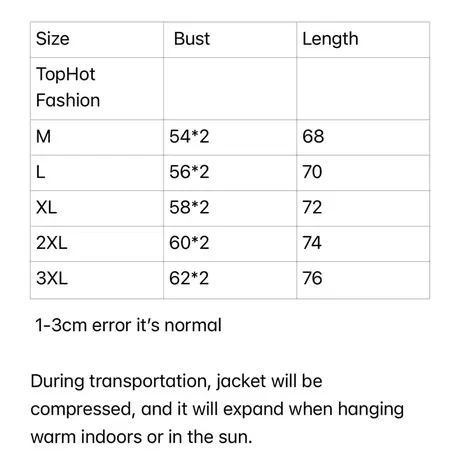 Size Bust Length
TopHot
Fashion
M 54*2 68
L 56*2 70
XL 58*2 72
2XL 60*2 74
3XL 62*2 76
1-3cm error it’s normal
During transportation, jacket will be
compressed, and it will expand when hanging
warm indoors or in the sun.